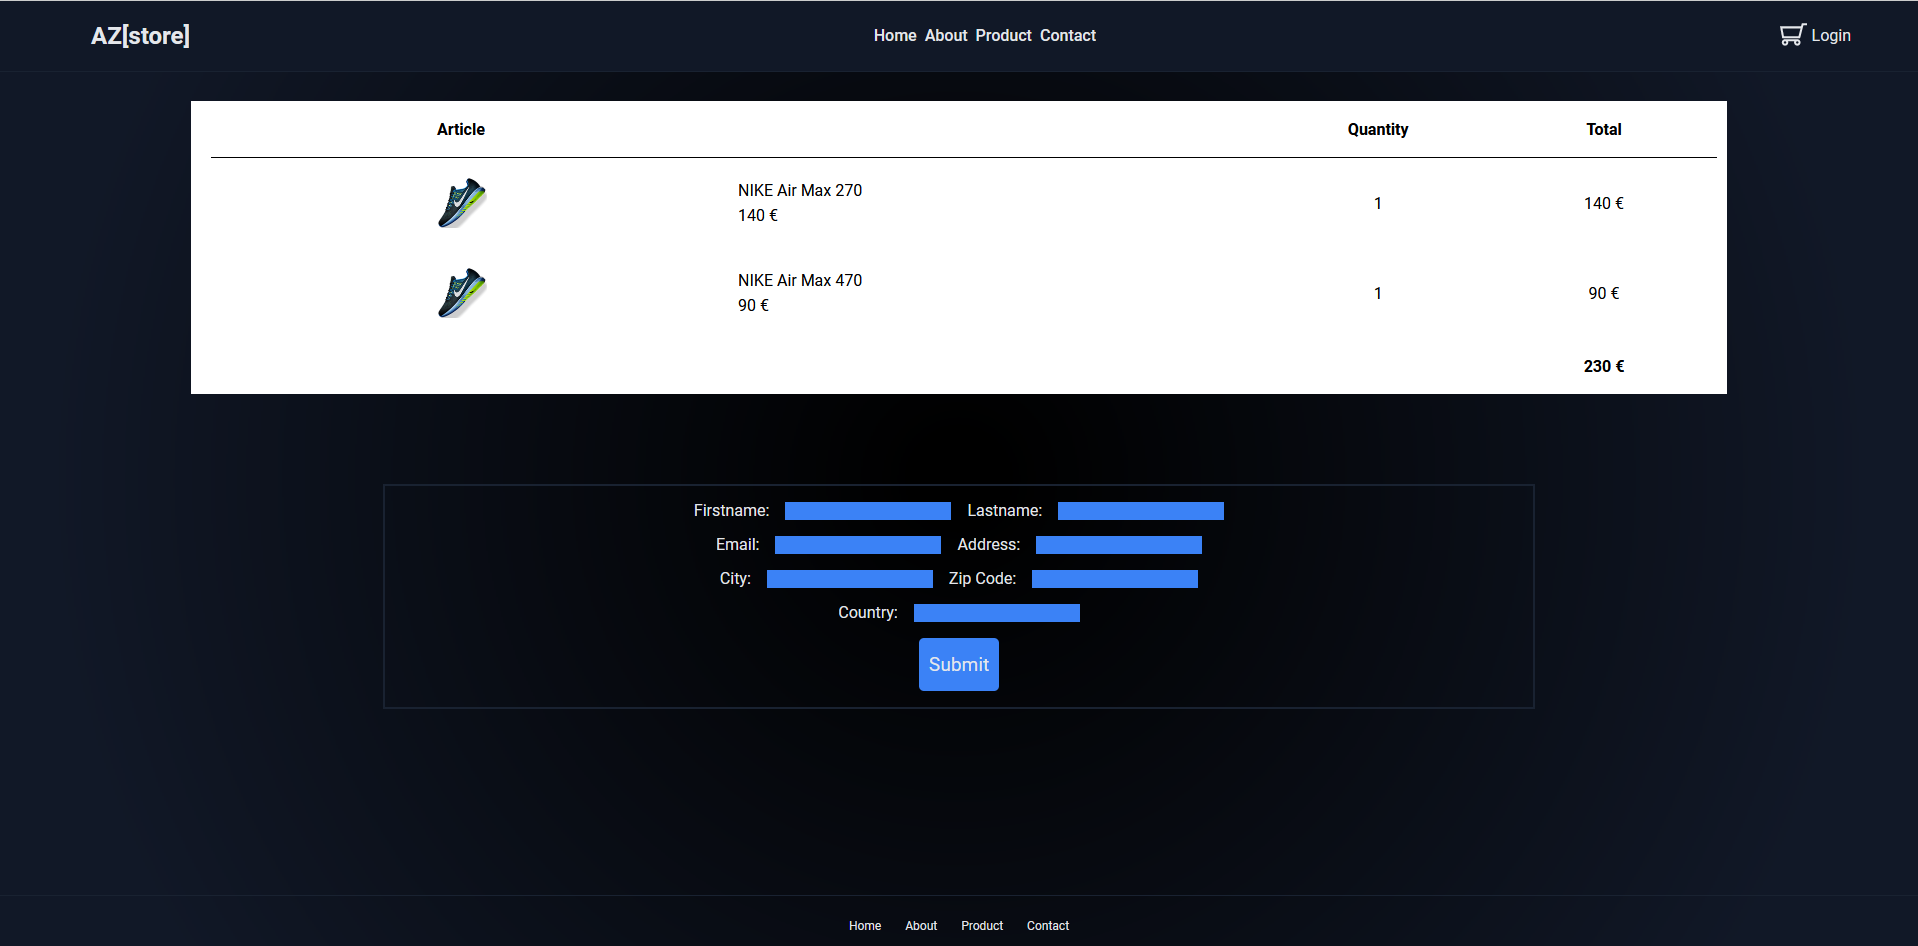 AZ[store] Home About Product Contact Login
Article Quantity Total
NIKE Air Max 270
140 €
1 140 €
NIKE Air Max 470
90 €
1 90 €
230 €
Firstname: Lastname:
Email: Address:
City: Zip Code:
Country:
Submit
Home About Product Contact